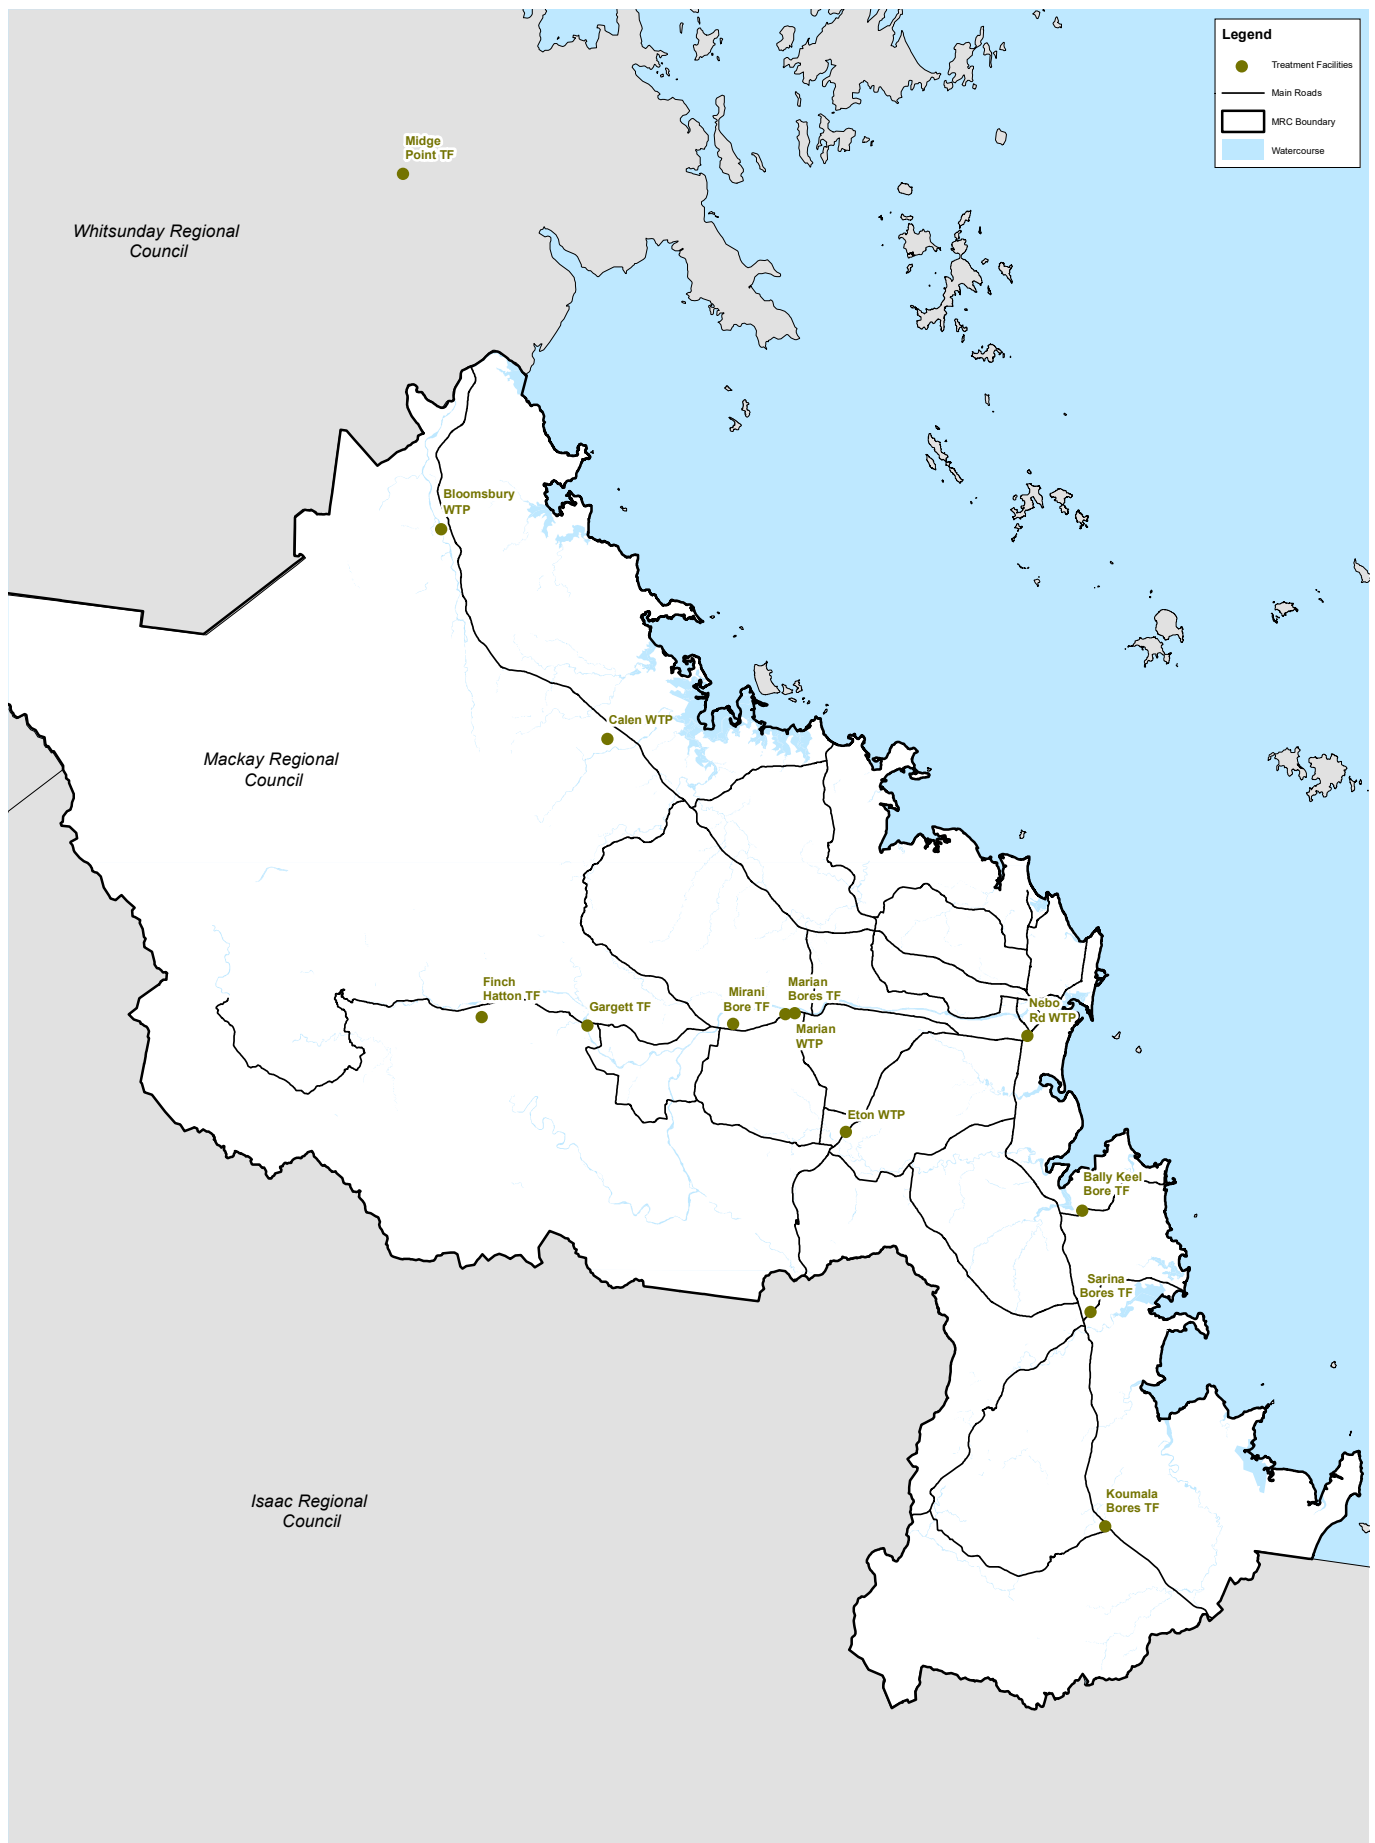 Legend
Treatment Facilities
Main Roads
MRC Boundary
Watercourse
Midge
Point TF
Whitsunday Regional
Council
Bloomsbury
WTP
Calen WTP
Mackay Regional
Council
Finch
Hatton TF
Gargett TF
Mirani
Bore TF
Marian
Bores TF
Marian
WTP
Nebo
Rd WTP
Eton WTP
Bally Keel
Bore TF
Sarina
Bores TF
Koumala
Bores TF
Isaac Regional
Council